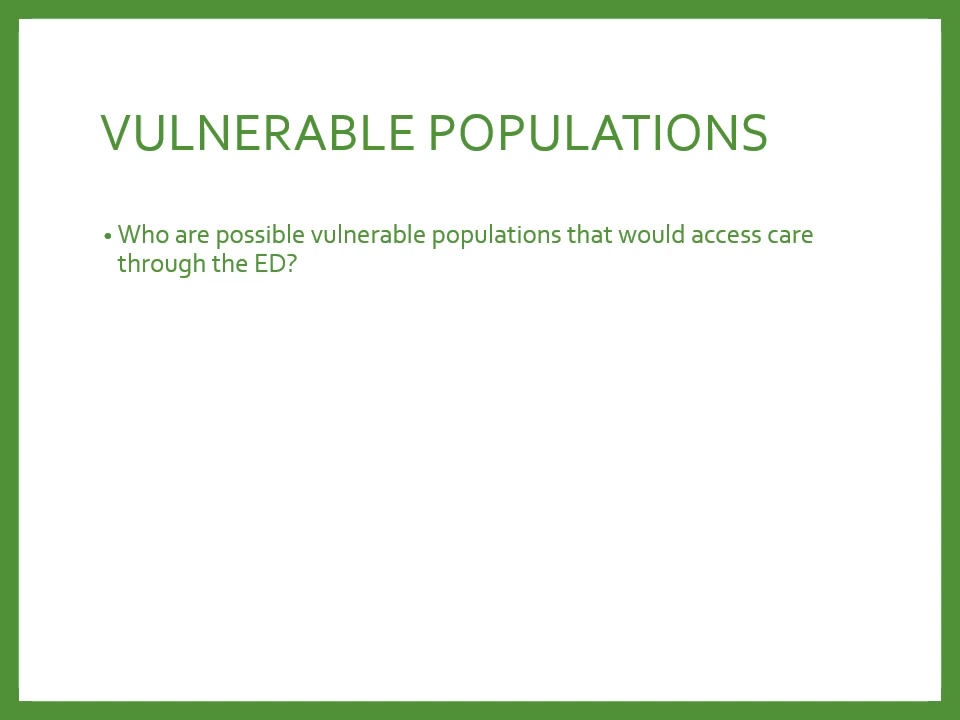 VULNERABLE POPULATIONS
• Who are possible vulnerable populations that would access care
through the ED?